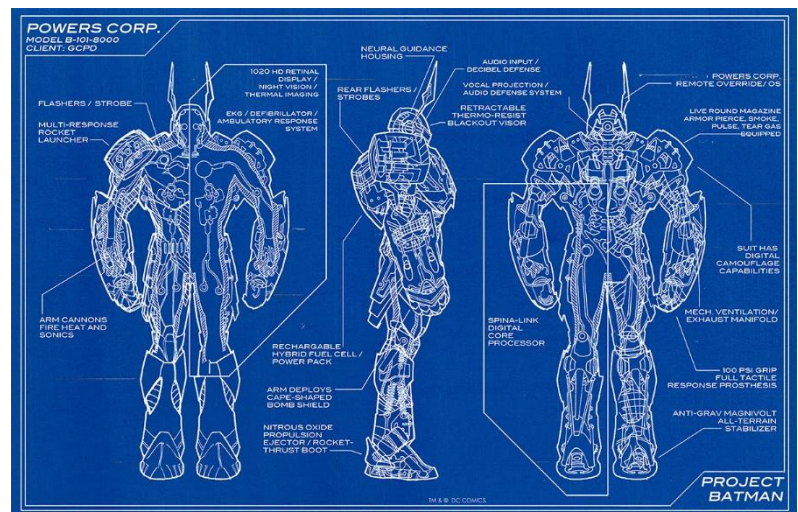 POWERS CORP.
MODEL B-101-8000
CLIENT: GCPD
1020 HD RETINAL
DISPLAY /
NIGHT VISION /
THERMAL IMAGING
FLASHERS / STROBE
EKG / DEFIBRILLATOR /
AMBULATORY RESPONSE
SYSTEM
MULTI-RESPONSE
ROCKET
LAUNCHER
ARM CANNONS
FIRE HEAT AND
SONICS
NEURAL GUIDANCE
HOUSING
REAR FLASHERS /
STROBES
AUDIO INPUT /
DECIBEL DEFENSE
VOCAL PROJECTION /
AUDIO DEFENSE SYSTEM
RETRACTABLE
THERMO-RESIST
BLACKOUT VISOR
RECHARGABLE
HYBRID FUEL CELL /
POWER PACK
ARM DEPLOYS
CAPE-SHAPED
BOMB SHIELD
NITROUS OXIDE
PROPULSION
EJECTOR / ROCKET-
THRUST BOOT
POWERS CORP.
REMOTE OVERRIDE/ OS
LIVE ROUND MAGAZINE
ARMOR PIERCE, SMOKE,
PULSE, TEAR GAS
EQUIPPED
SUIT HAS
DIGITAL
CAMOUFLAGE
CAPABILITIES
SPINA-LINK
DIGITAL
CORE
PROCESSOR
MECH. VENTILATION/
EXHAUST MANIFOLD
100 PSI GRIP
FULL TACTILE
RESPONSE PROSTHESIS
ANTI-GRAV MAGNIVOLT
ALL-TERRAIN
STABILIZER
TM & © DC COMICS.
PROJECT
BATMAN